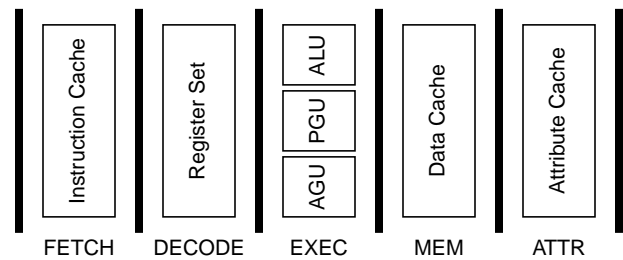 Instruction Cache
Register Set
ALU
PGU
AGU
Data Cache
Attribute Cache
FETCH DECODE EXEC MEM ATTR